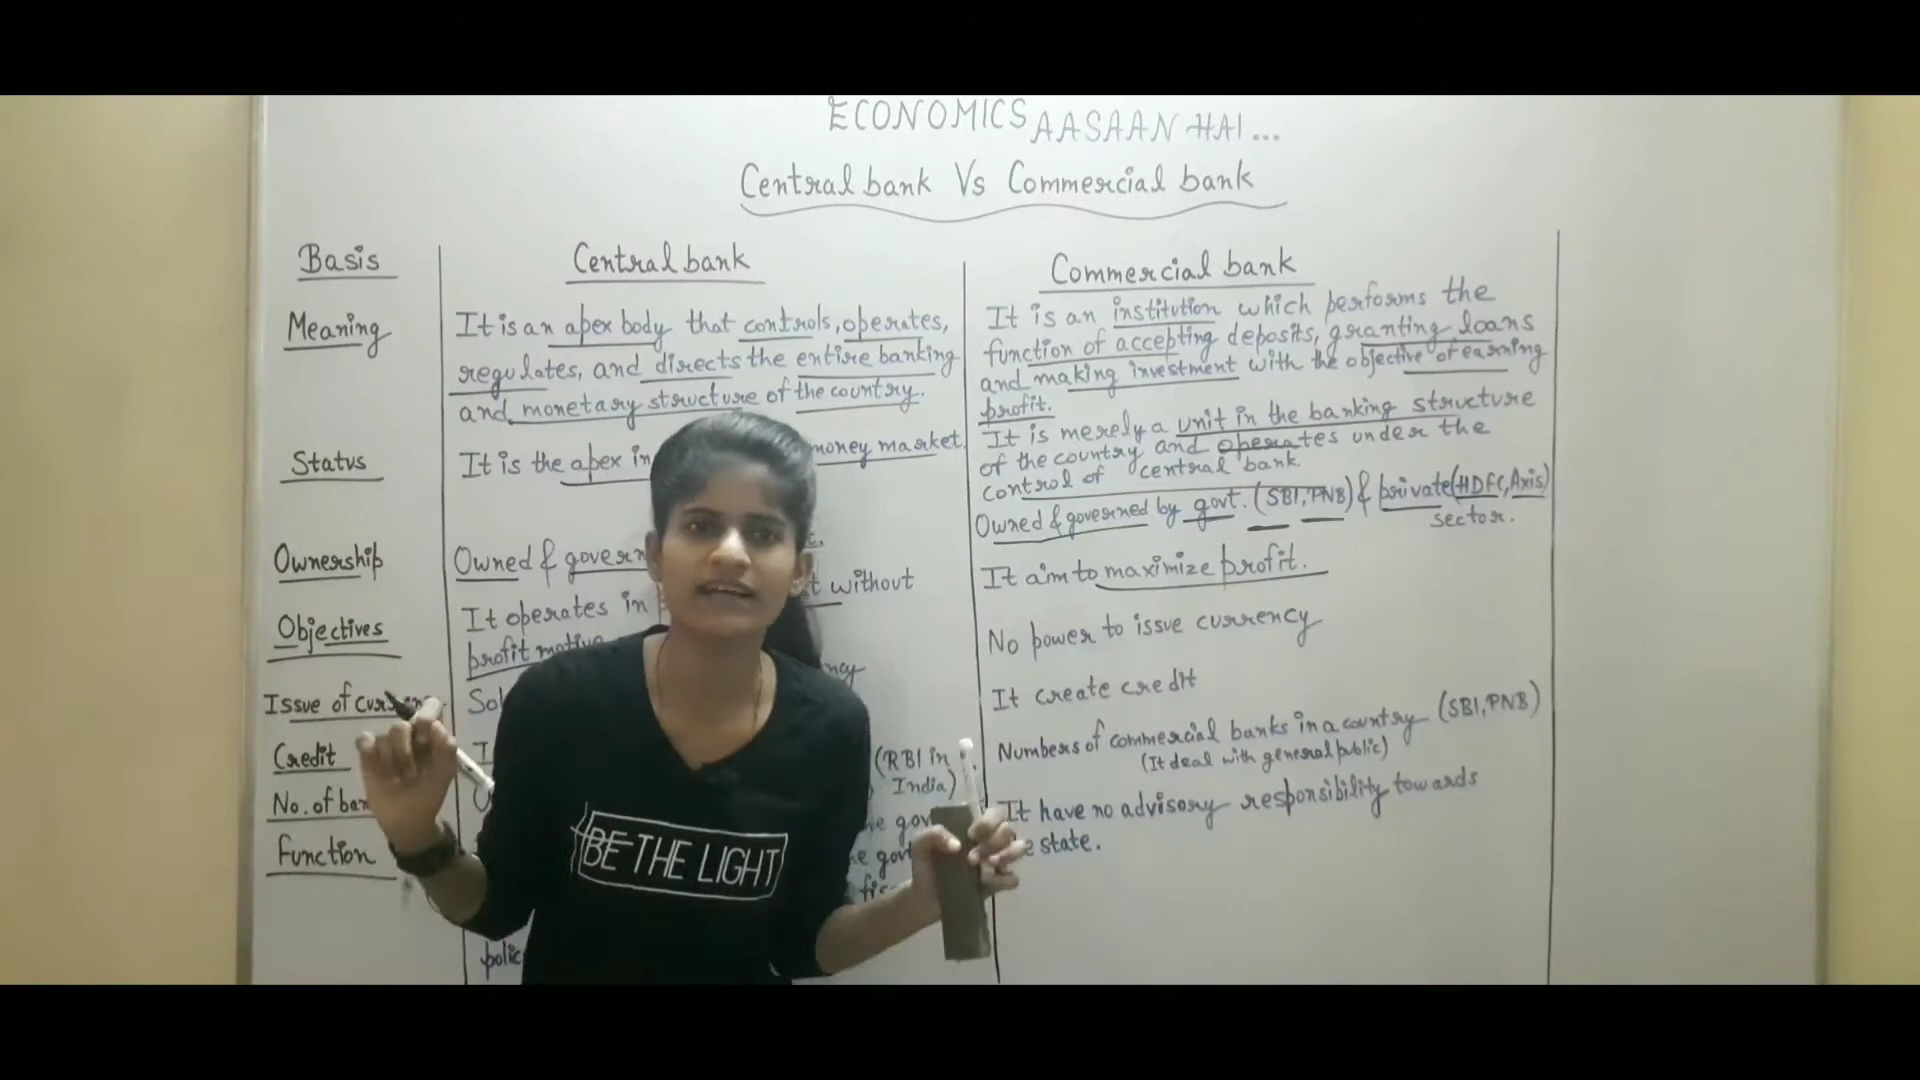 ECONOMICS AASAAN HAI...
Central bank Vs Commercial bank
Basis
Central bank
Commercial bank
Meaning
It is an apex body that controls, operates,
regulates, and directs the entire banking
and monetary structure of the country.
It is an institution which performs the
function of accepting deposits, granting loans
and making investment with the objective of earning
profit.
Status
It is the apex in
money market.
It is merely a unit in the banking structure
of the country and operates under the
control of central bank.
Ownership
Owned & govern
Owned & governed by govt. (SBI, PNB) & private (HDFC, Axis)
sector.
Objectives
It operates in
without
profit motive
It aim to maximize profit.
Issue of
No power to issue currency
Credit
It create credit
No. of
(RBI in
India)
Numbers of commercial banks in a country (SBI, PNB)
(It deal with general public)
Function
It have no advisory responsibility towards
state.
BE THE LIGHT